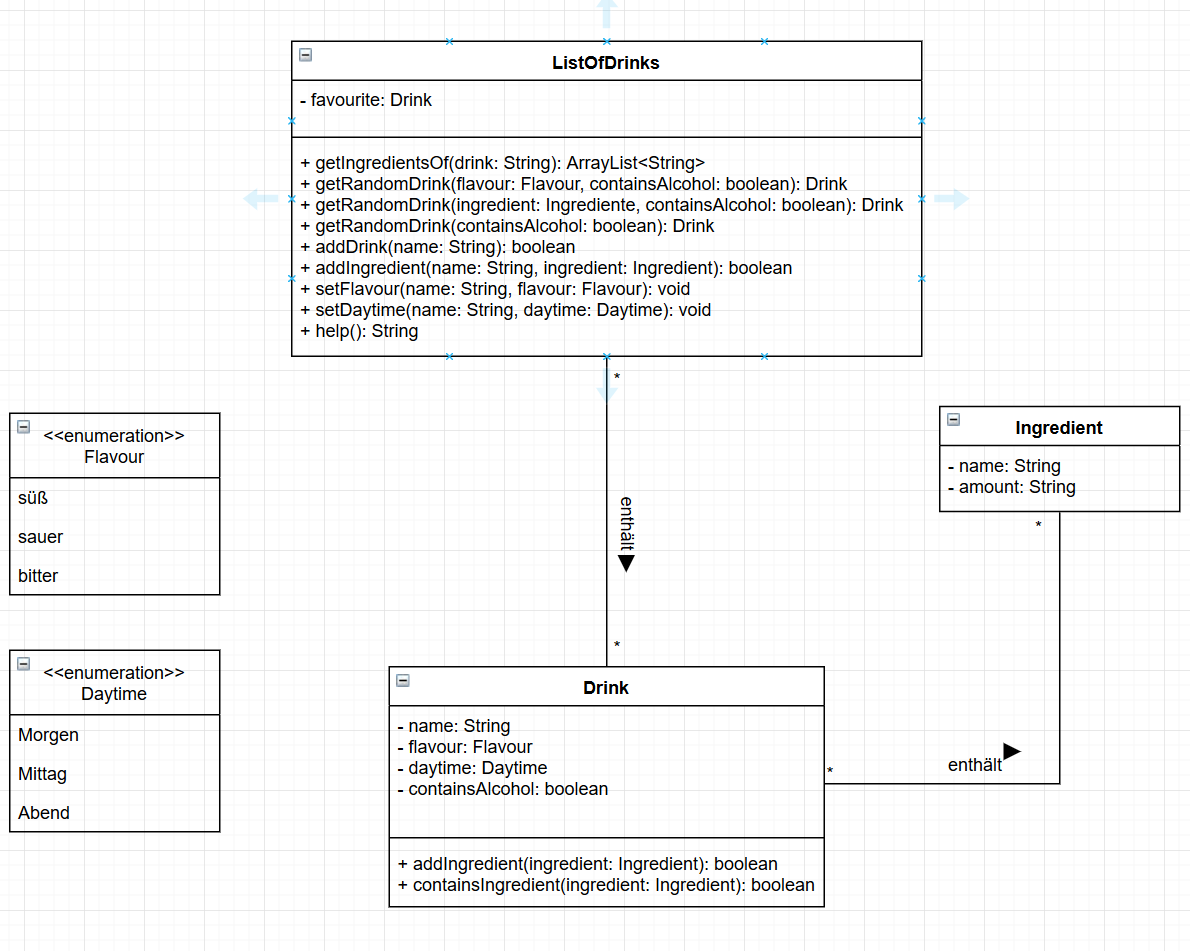 ListOfDrinks
- favourite: Drink
+ getIngredientsOf(drink: String): ArrayList<String>
+ getRandomDrink(flavour: Flavour, containsAlcohol: boolean): Drink
+ getRandomDrink(ingredient: Ingrediente, containsAlcohol: boolean): Drink
+ getRandomDrink(containsAlcohol: boolean): Drink
+ addDrink(name: String): boolean
+ addIngredient(name: String, ingredient: Ingredient): boolean
+ setFlavour(name: String, flavour: Flavour): void
+ setDaytime(name: String, daytime: Daytime): void
+ help(): String
*
enthält
*
<<enumeration>>
Flavour
süß
sauer
bitter
Ingredient
- name: String
- amount: String
*
<<enumeration>>
Daytime
Morgen
Mittag
Abend
Drink
- name: String
- flavour: Flavour
- daytime: Daytime
- containsAlcohol: boolean
+ addIngredient(ingredient: Ingredient): boolean
+ containsIngredient(ingredient: Ingredient): boolean
*
enthält